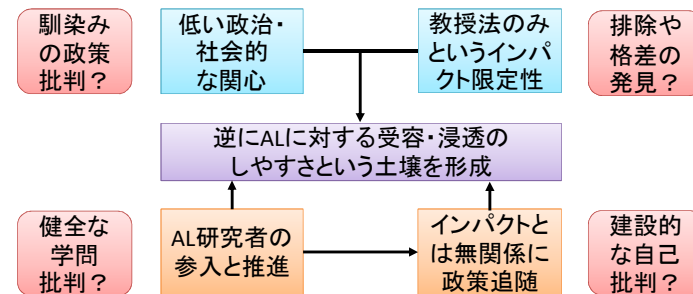 馴染み
の政策
批判？
低い政治・
社会的
な関心
教授法のみ
というインパ
クト限定性
排除や
格差の
発見？
逆にALに対する受容・浸透の
しやすさという土壌を形成
健全な
学問
批判？
AL研究者の
参入と推進
インパクトと
は無関係に
政策追随
建設的
な自己
批判？